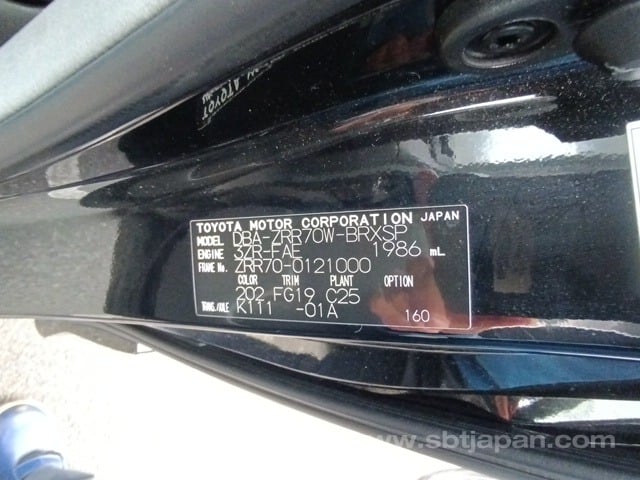 TOYOTA MOTOR CORPORATION JAPAN
MODEL DBA-ZRR70W-BRXSP
ENGINE 3ZR-FAE 1986 mL
FRAME No. ZRR70-0121000
COLOR TRIM PLANT OPTION
202 FG19 C25
TRANS./AXLE K111 -01A 160
www.sbtjapan.com